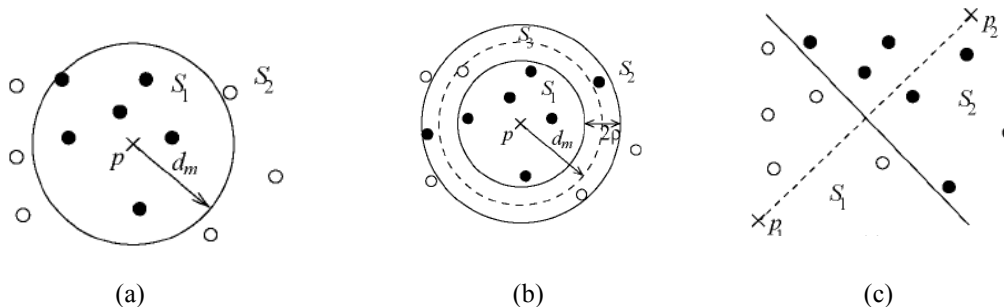 S₁
S₂
p
dₘ
(a)
S₃
S₂
S₁
p
dₘ
2ρ
(b)
p₂
S₂
S₁
p₁
(c)